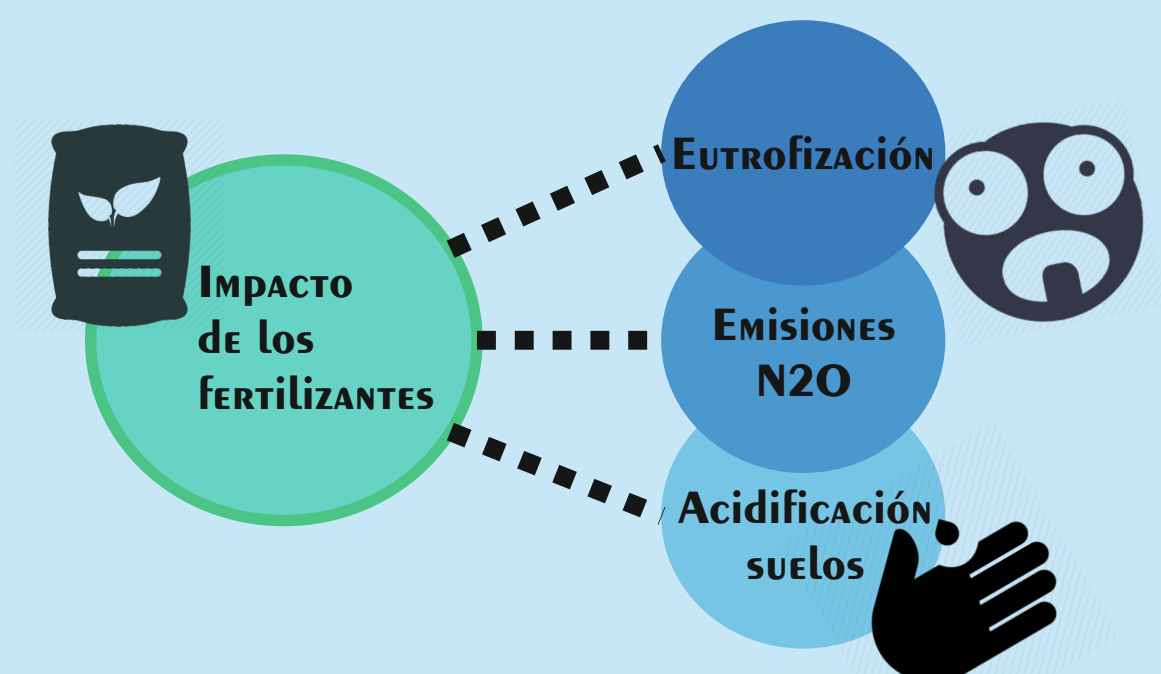 Impacto
de los
fertilizantes
Eutrofización
Emisiones
N2O
Acidificación
suelos